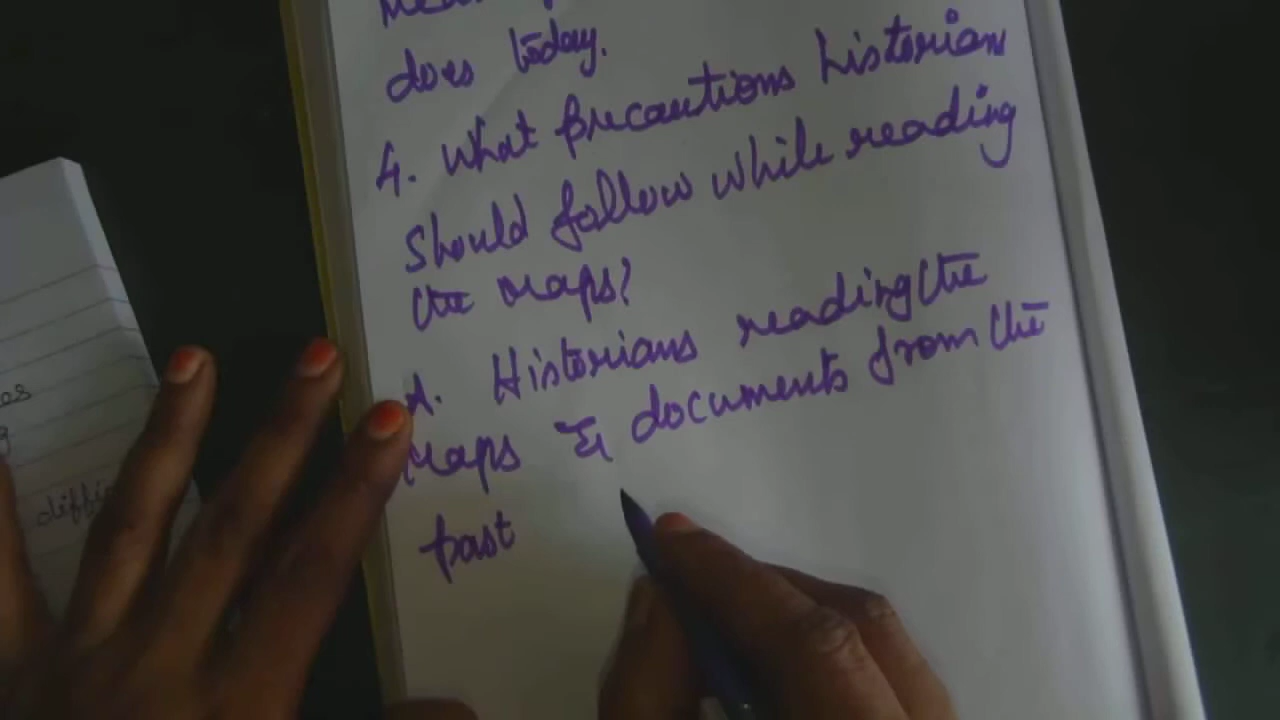 does today.
4. What precautions historians
should follow while reading
the maps?
A. Historians reading the
maps & documents from the
past